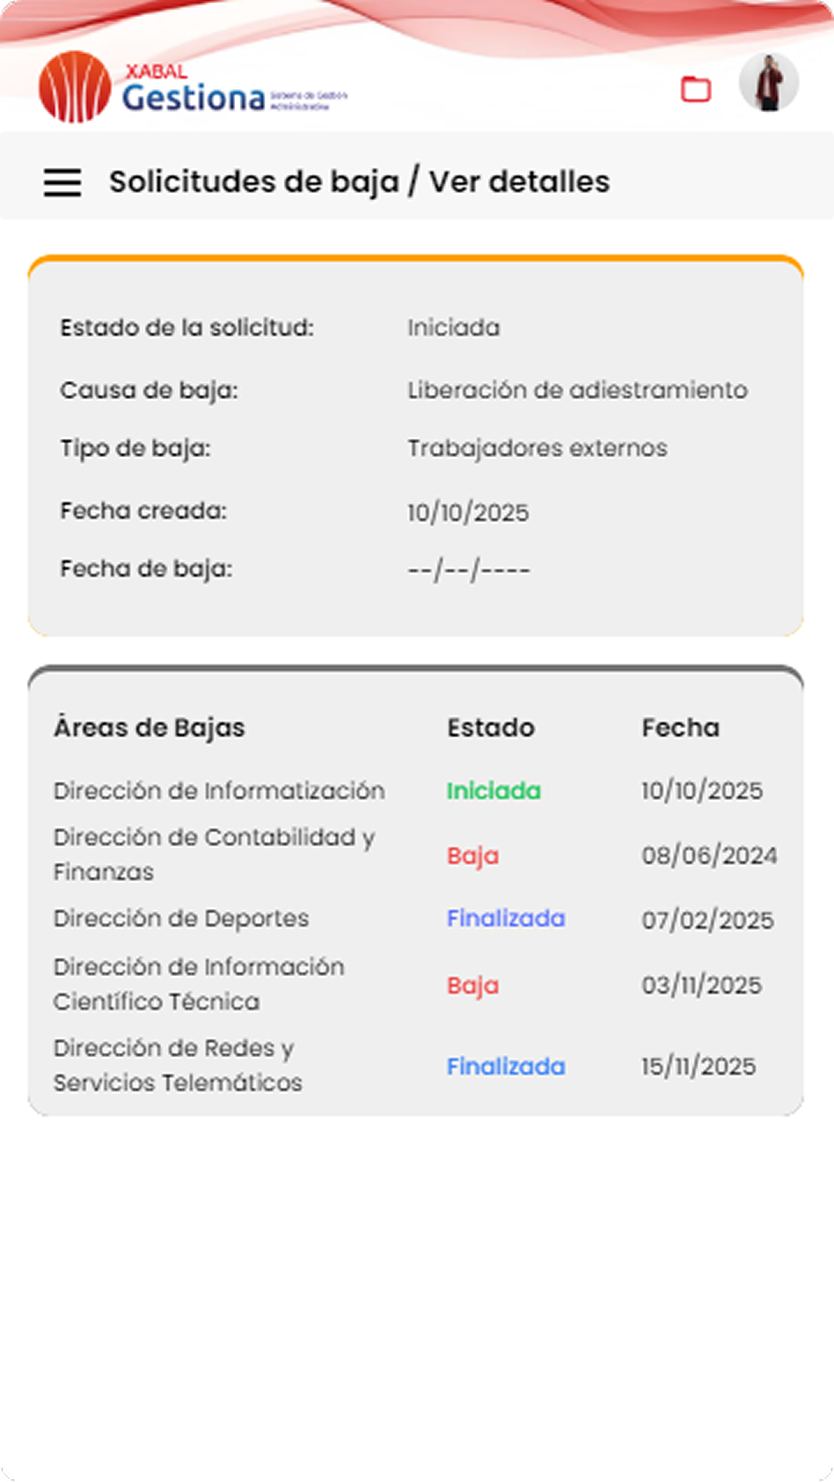 XABAL
Gestiona
Sistema de Gestión
Administrativa
Solicitudes de baja / Ver detalles
Estado de la solicitud: Iniciada
Causa de baja: Liberación de adiestramiento
Tipo de baja: Trabajadores externos
Fecha creada: 10/10/2025
Fecha de baja: --/--/----
Áreas de Bajas Estado Fecha
Dirección de Informatización Iniciada 10/10/2025
Dirección de Contabilidad y
Finanzas Baja 08/06/2024
Dirección de Deportes Finalizada 07/02/2025
Dirección de Información
Científico Técnica Baja 03/11/2025
Dirección de Redes y
Servicios Telemáticos Finalizada 15/11/2025